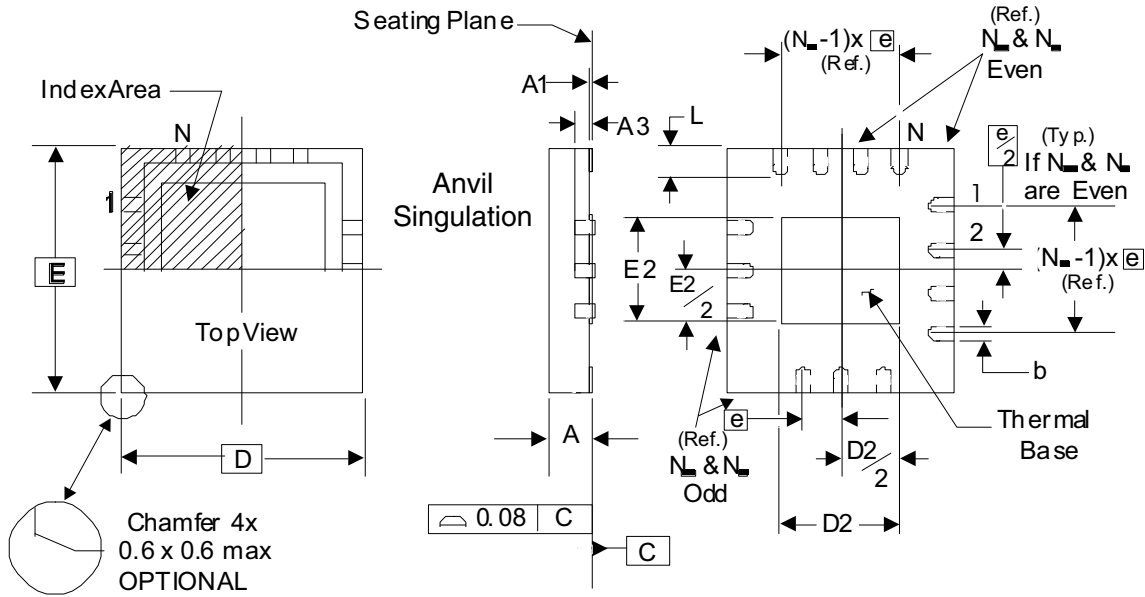 Seating Plane
Index Area
N
1
E
Top View
D
Chamfer 4x
0.6 x 0.6 max
OPTIONAL
A1
A3
Anvil
Singulation
A
0.08 C
C
L
E2
E2
2
(Ref.)
N & N
Odd
e
(N -1)x e
(Ref.)
(Ref.)
N & N
Even
N
1
2
e
2
(Typ.)
If N & N
are Even
(N -1)x e
(Ref.)
b
Thermal
Base
D2
2
D2